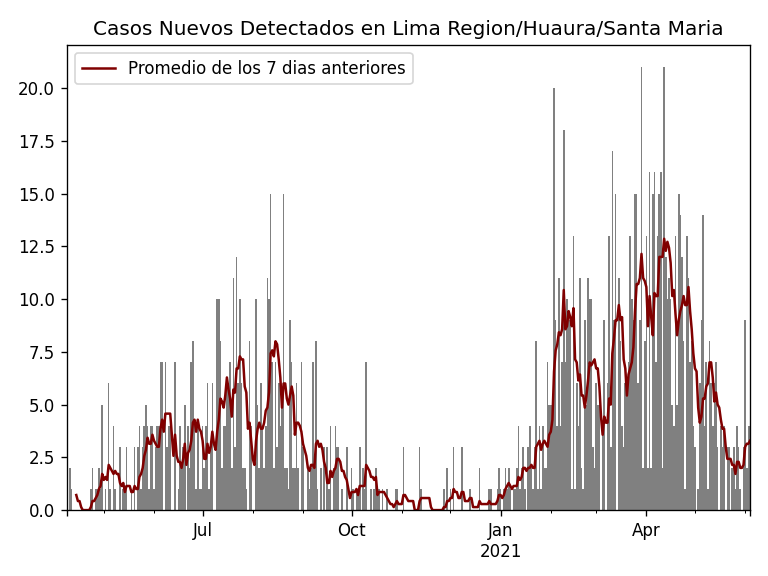 Casos Nuevos Detectados en Lima Region/Huaura/Santa Maria
Promedio de los 7 dias anteriores
20.0
17.5
15.0
12.5
10.0
7.5
5.0
2.5
0.0
Jul
Oct
Jan
Apr
2021